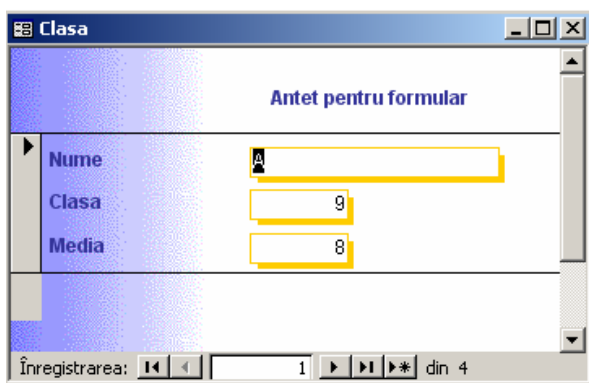 Clasa
Antet pentru formular
Nume A
Clasa 9
Media 8
Înregistrarea: 1 din 4